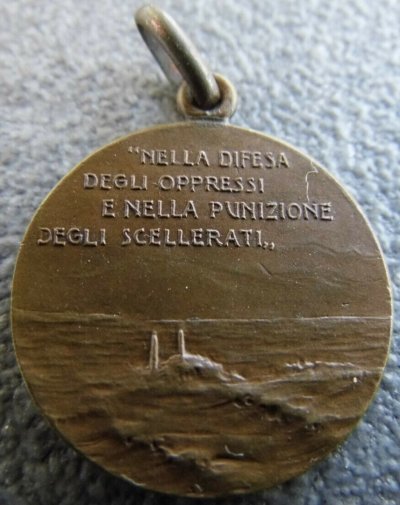 “NELLA DIFESA
DEGLI·OPPRESSI
E NELLA PUNIZIONE
DEGLI SCELLERATI„